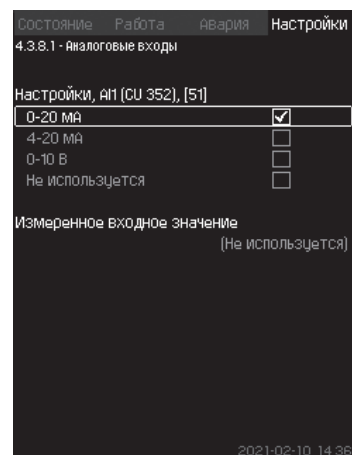 Состояние Работа Авария Настройки
4.3.8.1 - Аналоговые входы
Настройки, AI1 (CU 352), [51]
0-20 мА
4-20 мА
0-10 В
Не используется
Измеренное входное значение
(Не используется)
2021-02-10 14:36